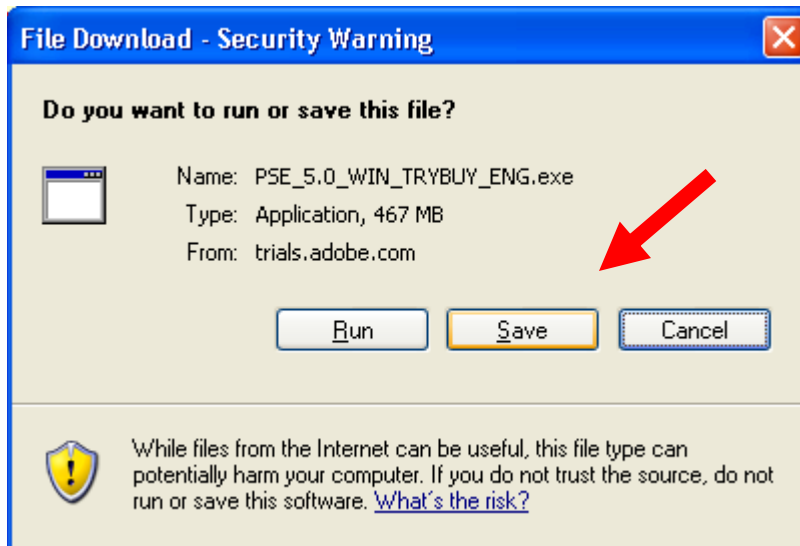 File Download - Security Warning
Do you want to run or save this file?
Name: PSE_5.0_WIN_TRYBUY_ENG.exe
Type: Application, 467 MB
From: trials.adobe.com
Run Save Cancel
While files from the Internet can be useful, this file type can
potentially harm your computer. If you do not trust the source, do not
run or save this software. What's the risk?